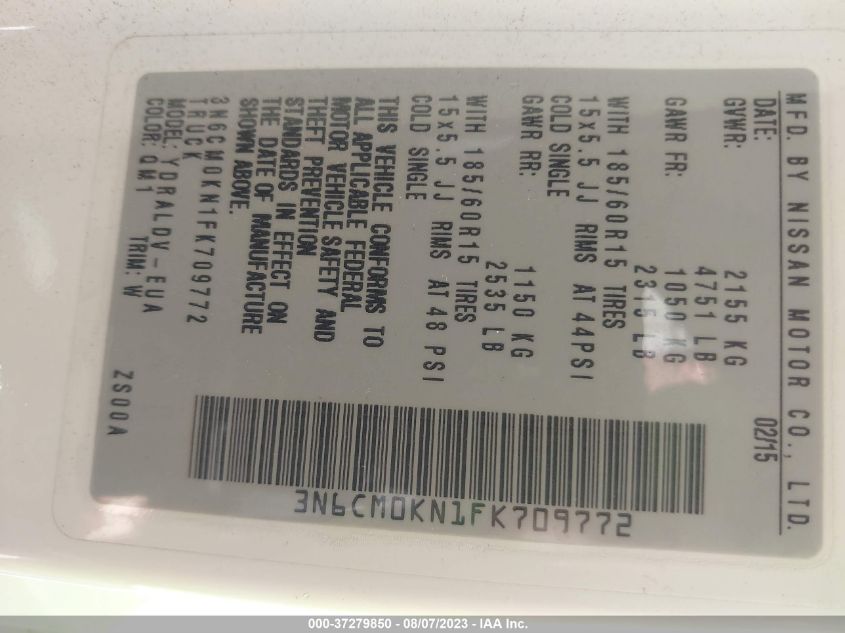 MFD. BY NISSAN MOTOR CO., LTD.
DATE: 02/15
GVWR: 2155 KG
4751 LB
GAWR FR: 1050 KG
2315 LB
WITH 185/60R15 TIRES
15x5.5 JJ RIMS AT 44PSI
COLD SINGLE
GAWR RR: 1150 KG
2535 LB
WITH 185/60R15 TIRES
15x5.5 JJ RIMS AT 48 PSI
COLD SINGLE
THIS VEHICLE CONFORMS TO
ALL APPLICABLE FEDERAL
MOTOR VEHICLE SAFETY AND
THEFT PREVENTION
STANDARDS IN EFFECT ON
THE DATE OF MANUFACTURE
SHOWN ABOVE.
3N6CM0KN1FK709772
TRUCK
MODEL: YDRALDV-EUA
COLOR: QM1 TRIM: W ZS00A
3N6CM0KN1FK709772
000-37279850 - 08/07/2023 - IAA Inc.